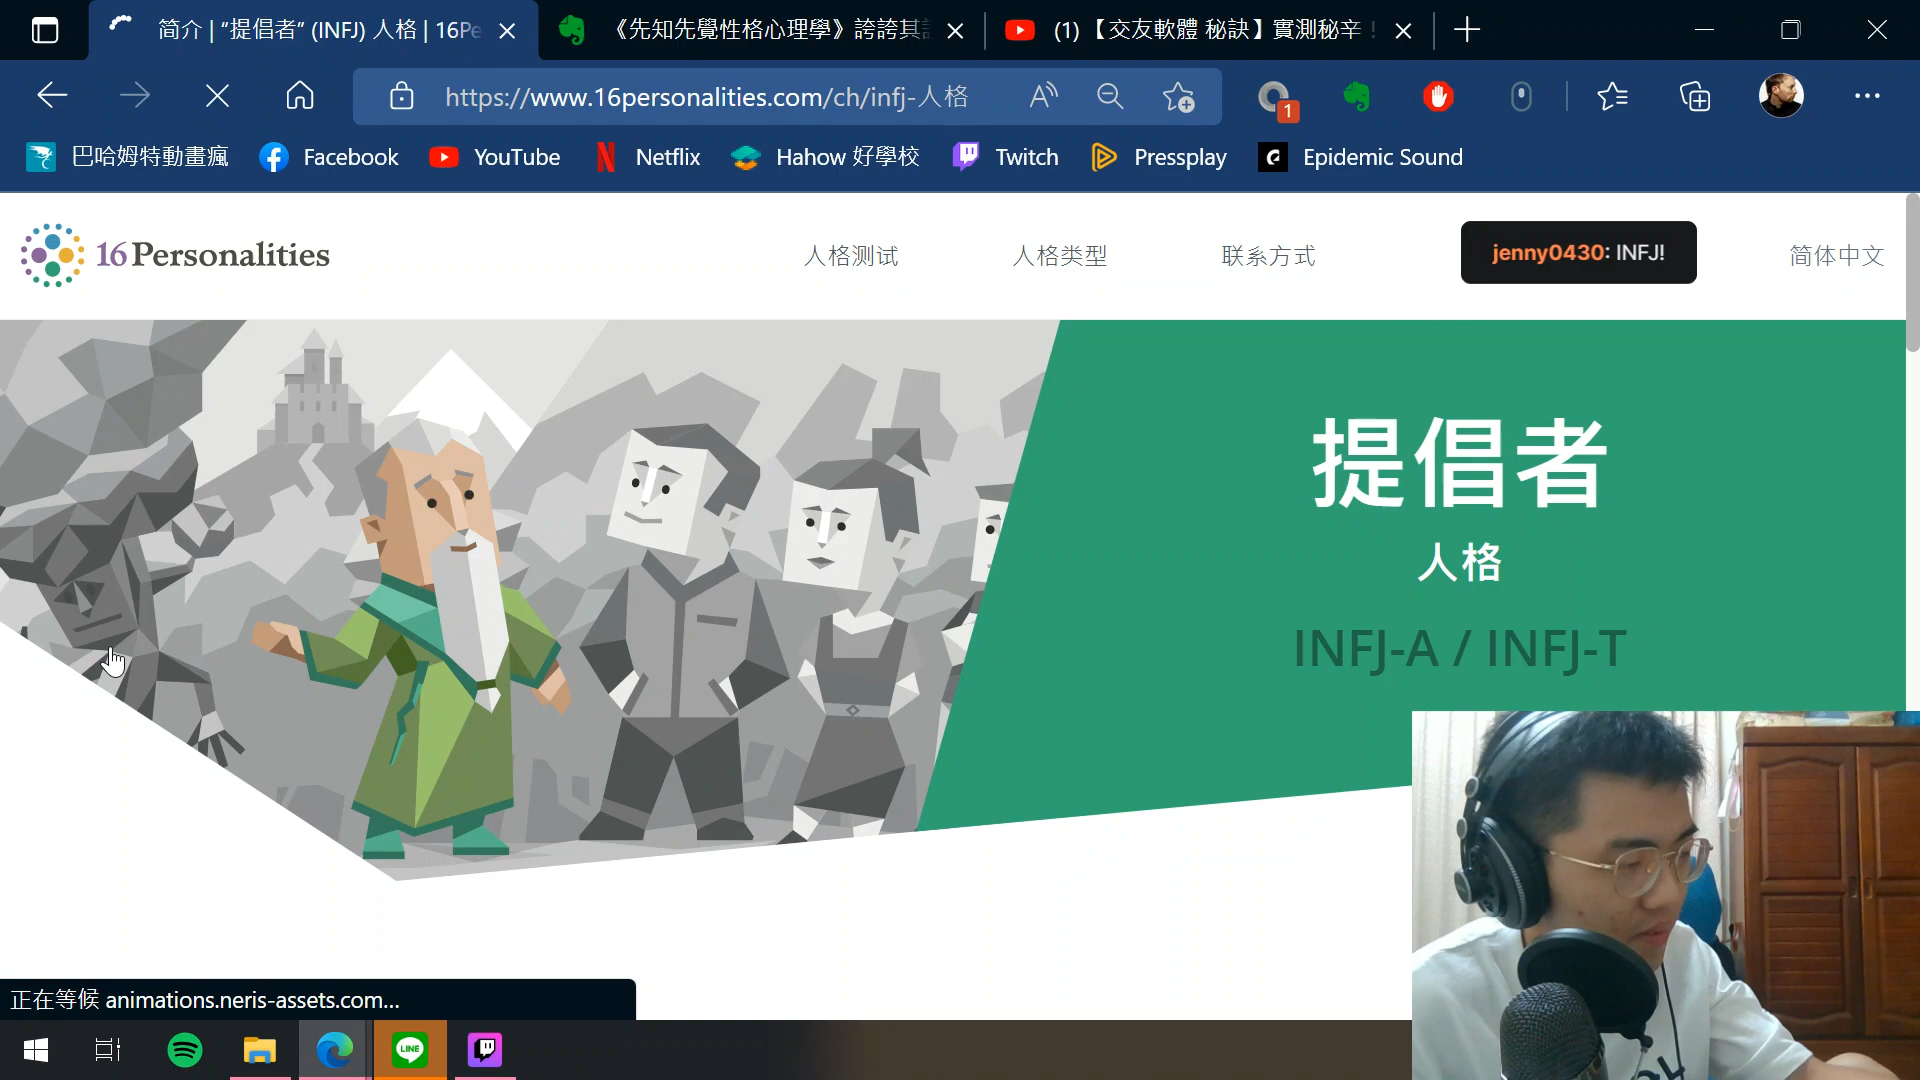 简介 | “提倡者” (INFJ) 人格 | 16Pe
《先知先覺性格心理學》誇誇其
(1) 【交友軟體 秘訣】實測秘辛！
https://www.16personalities.com/ch/infj-人格
1
巴哈姆特動畫瘋
Facebook
YouTube
Netflix
Hahow 好學校
Twitch
Pressplay
Epidemic Sound
16Personalities
人格测试
人格类型
联系方式
jenny0430: INFJ!
简体中文
提倡者
人格
INFJ-A / INFJ-T
正在等候 animations.neris-assets.com...
LINE